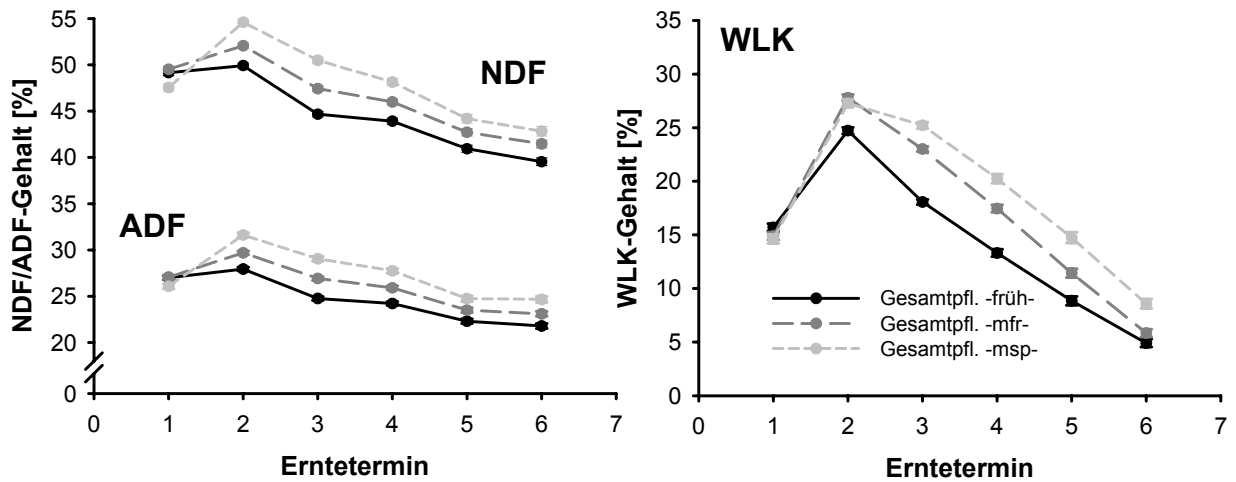 NDF/ADF-Gehalt [%]
55
50
45
40
35
30
25
20
0
NDF
ADF
0 1 2 3 4 5 6 7
Erntetermin
WLK-Gehalt [%]
35
30
25
20
15
10
5
0
WLK
Gesamtpfl. -früh-
Gesamtpfl. -mfr-
Gesamtpfl. -msp-
0 1 2 3 4 5 6 7
Erntetermin